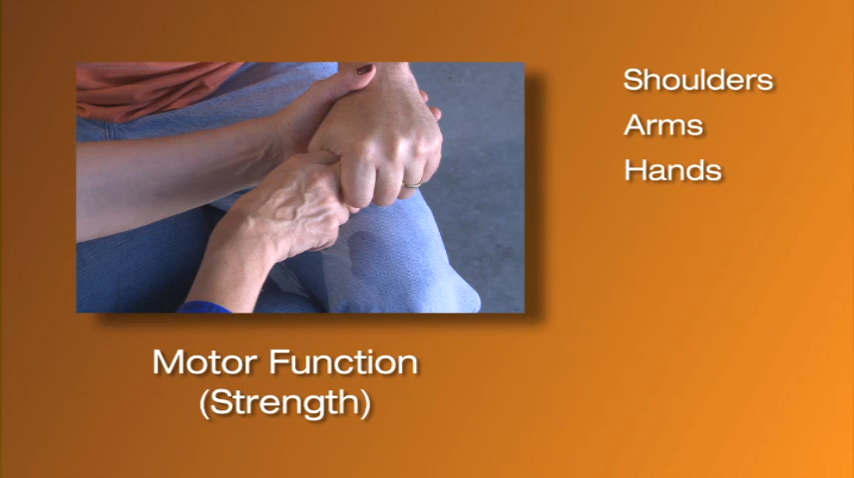 Shoulders
Arms
Hands
Motor Function
(Strength)